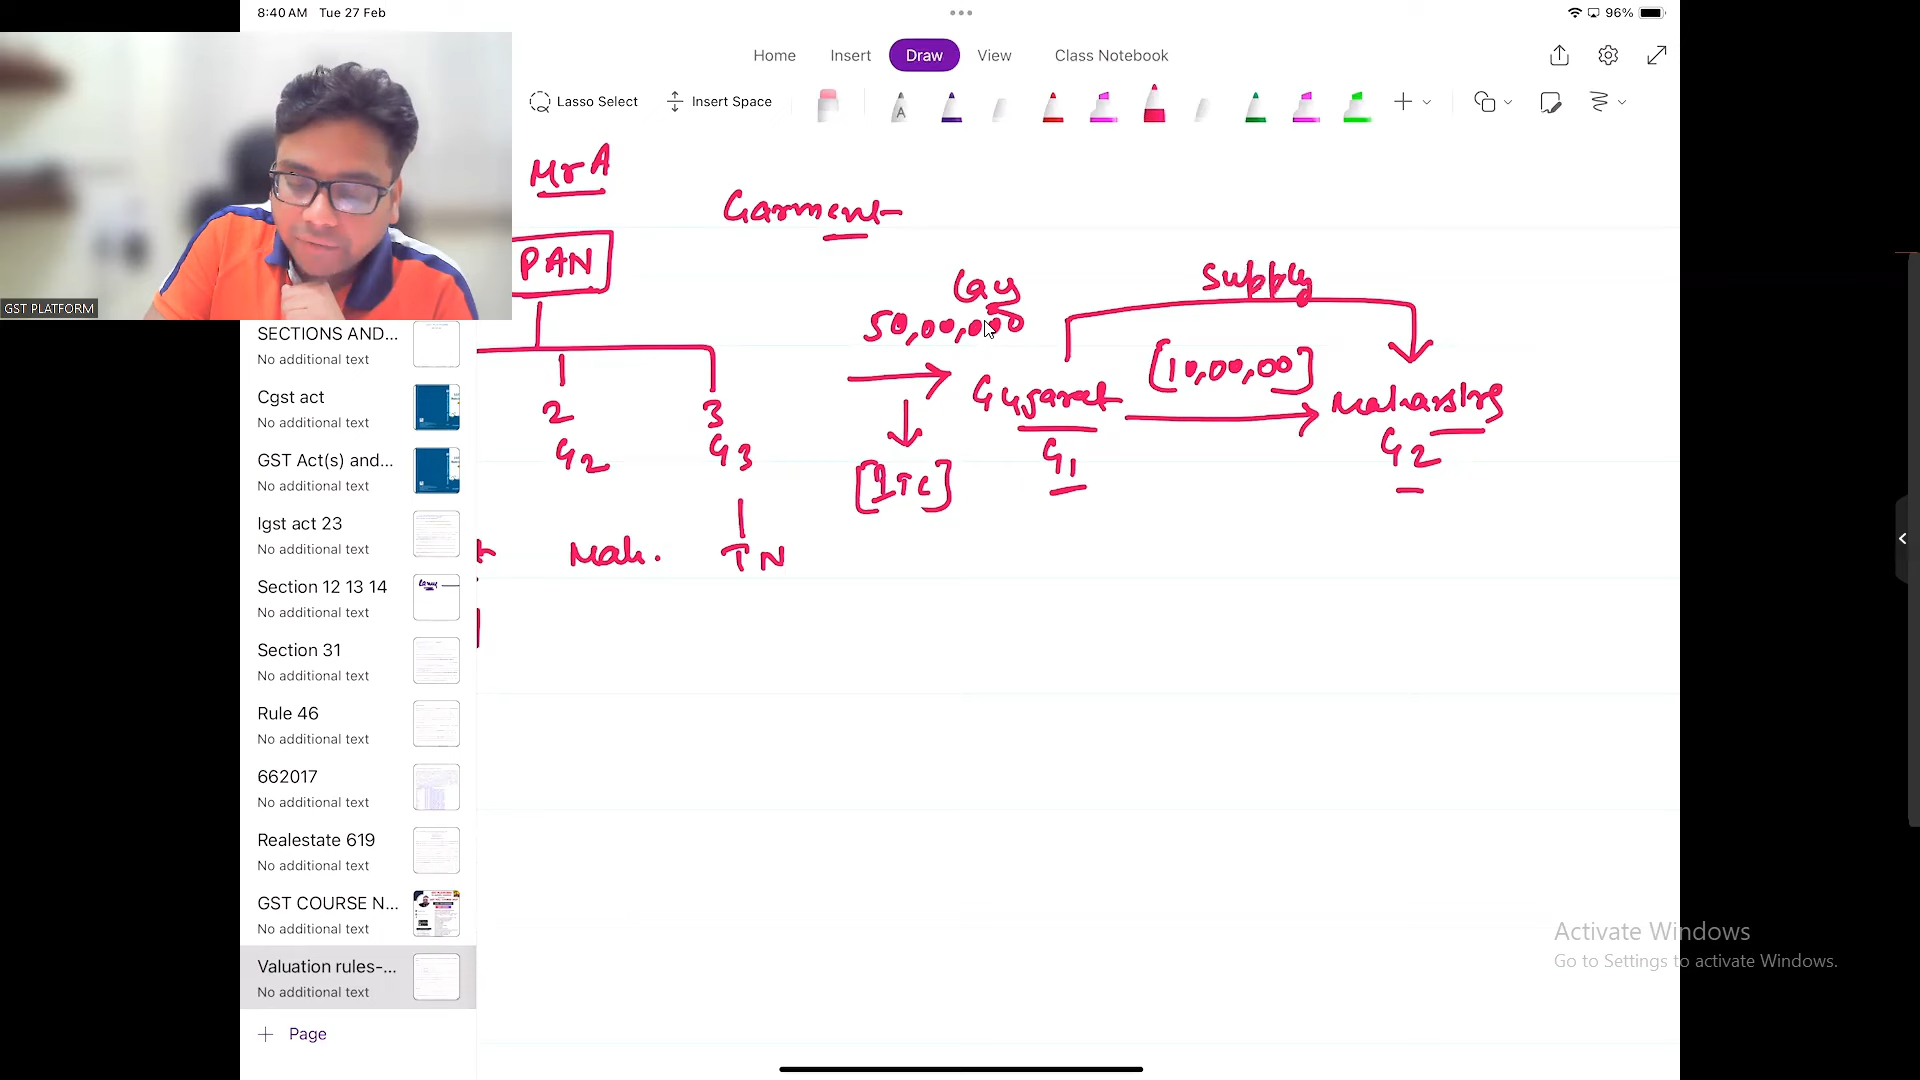 8:40 AM Tue 27 Feb
96%
Home Insert Draw View Class Notebook
Lasso Select Insert Space
A
GST PLATFORM
Mr A
Garment
PAN
50,00,000
Supply
[10,00,00]
Gujarat
2
3
G2
G3
G1
G2
[ITC]
Mah.
TN
SECTIONS AND...
No additional text
Cgst act
No additional text
GST Act(s) and...
No additional text
Igst act 23
No additional text
Section 12 13 14
No additional text
Section 31
No additional text
Rule 46
No additional text
662017
No additional text
Realestate 619
No additional text
GST COURSE N...
No additional text
Valuation rules-...
No additional text
Page
Activate Windows
Go to Settings to activate Windows.